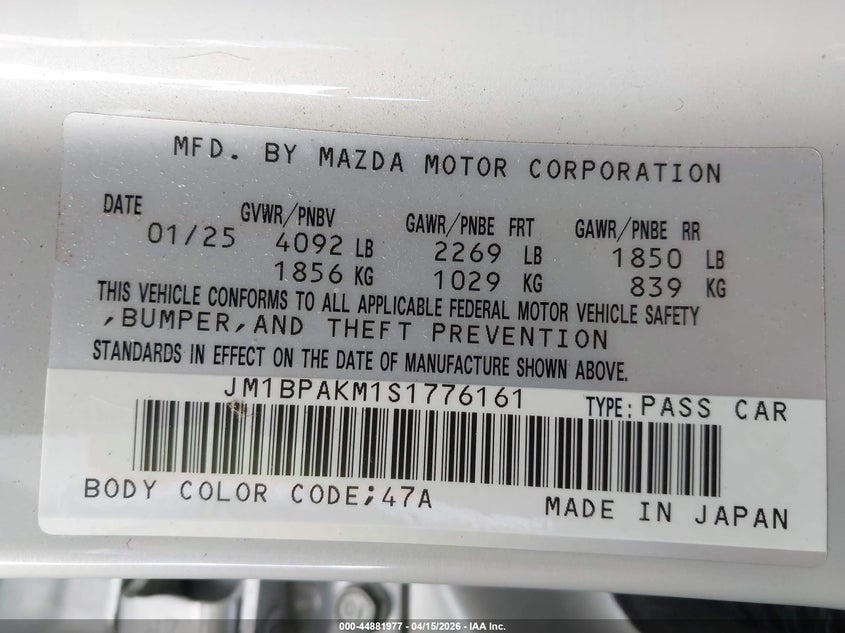 MFD. BY MAZDA MOTOR CORPORATION
DATE GVWR/PNBV GAWR/PNBE FRT GAWR/PNBE RR
01/25 4092 LB 2269 LB 1850 LB
1856 KG 1029 KG 839 KG
THIS VEHICLE CONFORMS TO ALL APPLICABLE FEDERAL MOTOR VEHICLE SAFETY
,BUMPER,AND THEFT PREVENTION
STANDARDS IN EFFECT ON THE DATE OF MANUFACTURE SHOWN ABOVE.
JM1BPAKM1S1776161 TYPE: PASS CAR
BODY COLOR CODE;47A MADE IN JAPAN
000-44881977 - 04/15/2026 - IAA Inc.